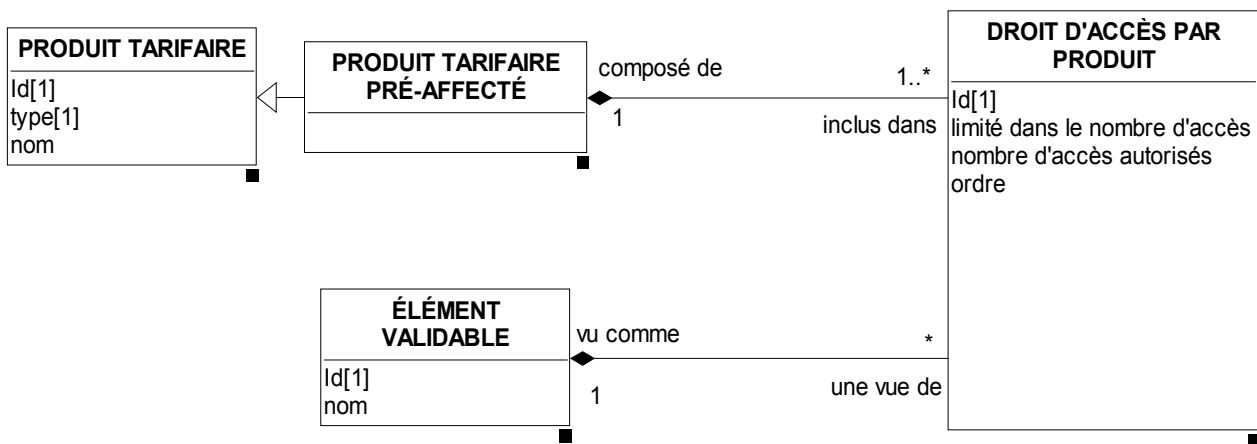 PRODUIT TARIFAIRE
Id[1]
type[1]
nom
PRODUIT TARIFAIRE
PRÉ-AFFECTÉ
composé de
1
1..*
inclus dans
DROIT D'ACCÈS PAR
PRODUIT
Id[1]
limité dans le nombre d'accès
nombre d'accès autorisés
ordre
ÉLÉMENT
VALIDABLE
Id[1]
nom
vu comme
1
*
une vue de